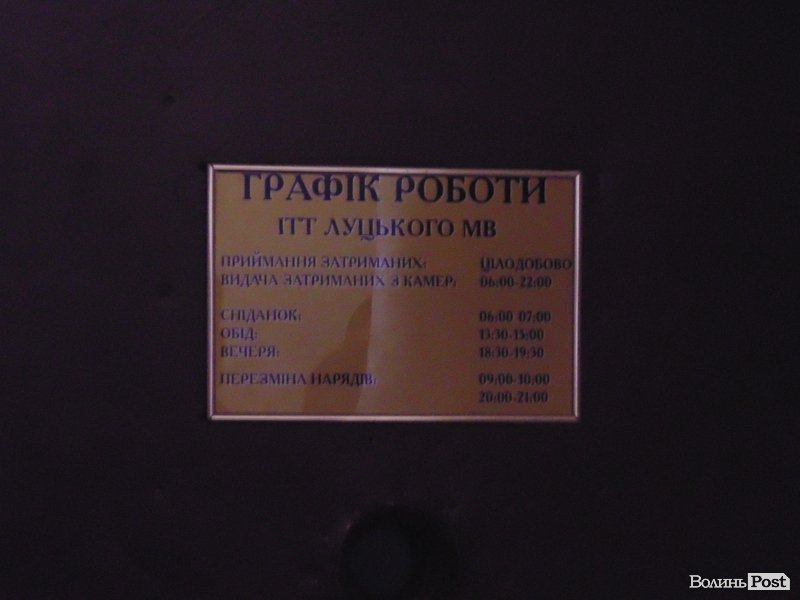 ГРАФІК РОБОТИ
ІТТ ЛУЦЬКОГО МВ
ПРИЙМАННЯ ЗАТРИМАНИХ: ЦІЛОДОБОВО
ВИДАЧА ЗАТРИМАНИХ З КАМЕР: 06:00-22:00
СНІДАНОК: 06:00-07:00
ОБІД: 13:30-15:00
ВЕЧЕРЯ: 18:30-19:30
ПЕРЕЗМІНА НАРЯДІВ: 09:00-10:00
20:00-21:00
ВолиньPost